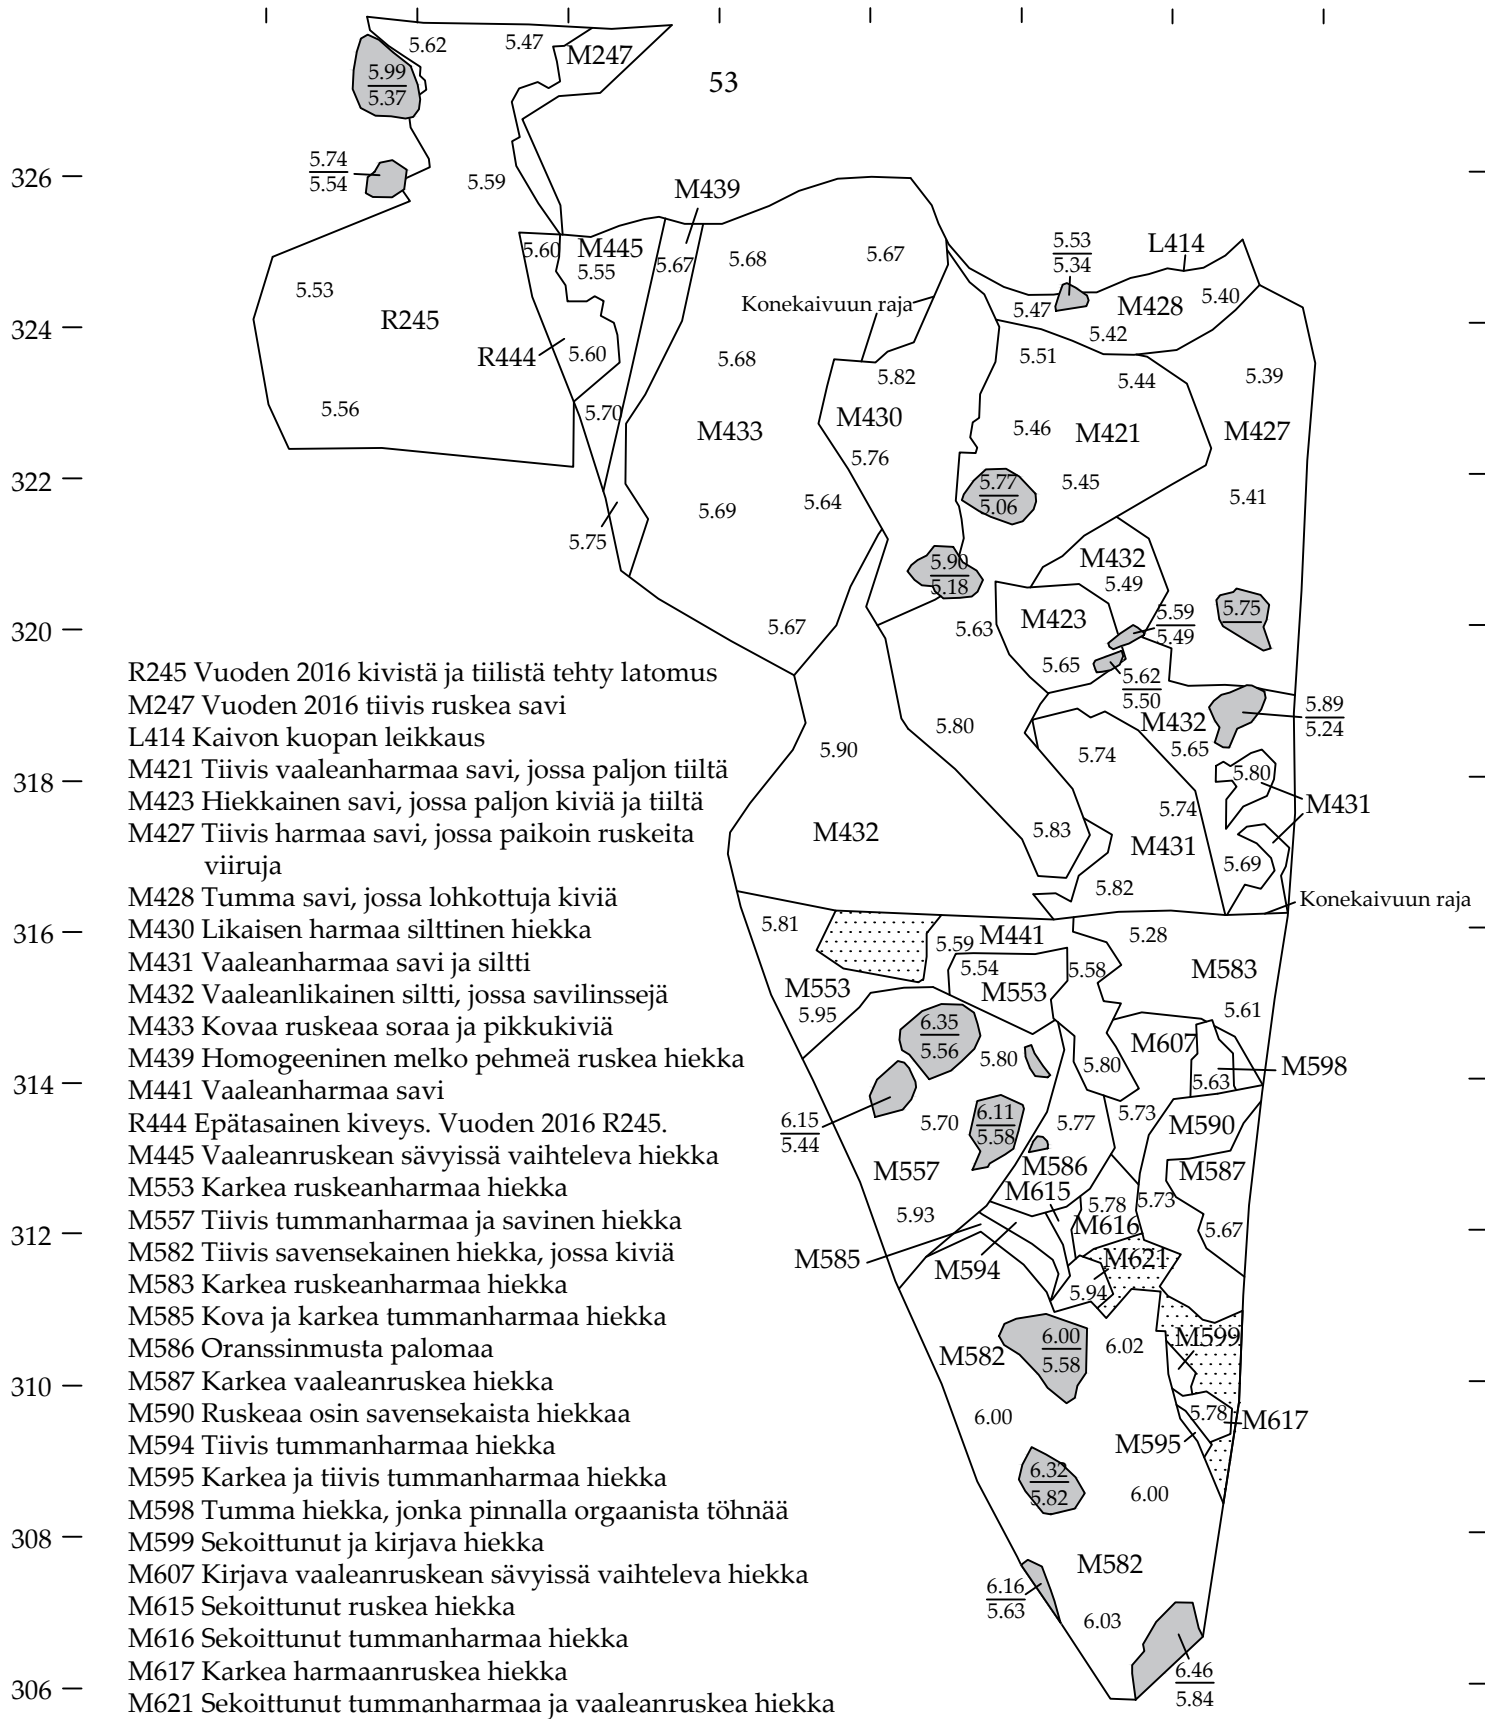 5.62
5.47
M247
53
5.99
5.37
326
5.74
5.54
5.59
M439
5.60
M445
5.55
5.67
5.68
5.67
5.53
5.34
L414
5.53
R245
Konekaivuun raja
5.47
M428
5.40
5.42
324
R444
5.60
5.68
5.82
5.51
5.44
5.39
5.56
5.70
M433
M430
5.46
M421
M427
5.76
322
5.69
5.64
5.77
5.06
5.45
5.41
5.75
5.90
5.18
M432
5.49
320
5.67
5.63
M423
5.59
5.49
5.75
5.65
5.62
5.50
5.90
5.80
M432
5.65
5.89
5.24
5.74
318
5.80
M431
5.74
M432
5.83
M431
5.69
5.82
Konekaivuun raja
316
5.81
5.59
M441
5.28
5.54
5.58
M583
M553
M553
5.95
5.61
6.35
5.56
5.80
5.80
M607
M598
5.63
314
6.15
5.44
5.70
6.11
5.58
5.77
5.73
M590
M557
M586
M587
M615
5.93
5.78
5.73
312
M616
5.67
M585
M594
M621
5.94
6.00
5.58
M582
6.02
M599
310
6.00
5.78
M617
M595
6.32
5.82
6.00
308
M582
6.16
5.63
6.03
6.46
5.84
306
R245 Vuoden 2016 kivistä ja tiilistä tehty latomus
M247 Vuoden 2016 tiivis ruskea savi
L414 Kaivon kuopan leikkaus
M421 Tiivis vaaleanharmaa savi, jossa paljon tiiltä
M423 Hiekkainen savi, jossa paljon kiviä ja tiiltä
M427 Tiivis harmaa savi, jossa paikoin ruskeita
viiruja
M428 Tumma savi, jossa lohkottuja kiviä
M430 Likaisen harmaa silttinen hiekka
M431 Vaaleanharmaa savi ja siltti
M432 Vaaleanlikainen siltti, jossa savilinssejä
M433 Kovaa ruskeaa soraa ja pikkukiviä
M439 Homogeeninen melko pehmeä ruskea hiekka
M441 Vaaleanharmaa savi
R444 Epätasainen kiveys. Vuoden 2016 R245.
M445 Vaaleanruskean sävyissä vaihteleva hiekka
M553 Karkea ruskeanharmaa hiekka
M557 Tiivis tummanharmaa ja savinen hiekka
M582 Tiivis savensekainen hiekka, jossa kiviä
M583 Karkea ruskeanharmaa hiekka
M585 Kova ja karkea tummanharmaa hiekka
M586 Oranssinmusta palomaa
M587 Karkea vaaleanruskea hiekka
M590 Ruskeaa osin savensekaista hiekkaa
M594 Tiivis tummanharmaa hiekka
M595 Karkea ja tiivis tummanharmaa hiekka
M598 Tumma hiekka, jonka pinnalla orgaanista töhnää
M599 Sekoittunut ja kirjava hiekka
M607 Kirjava vaaleanruskean sävyissä vaihteleva hiekka
M615 Sekoittunut ruskea hiekka
M616 Sekoittunut tummanharmaa hiekka
M617 Karkea harmaanruskea hiekka
M621 Sekoittunut tummanharmaa ja vaaleanruskea hiekka